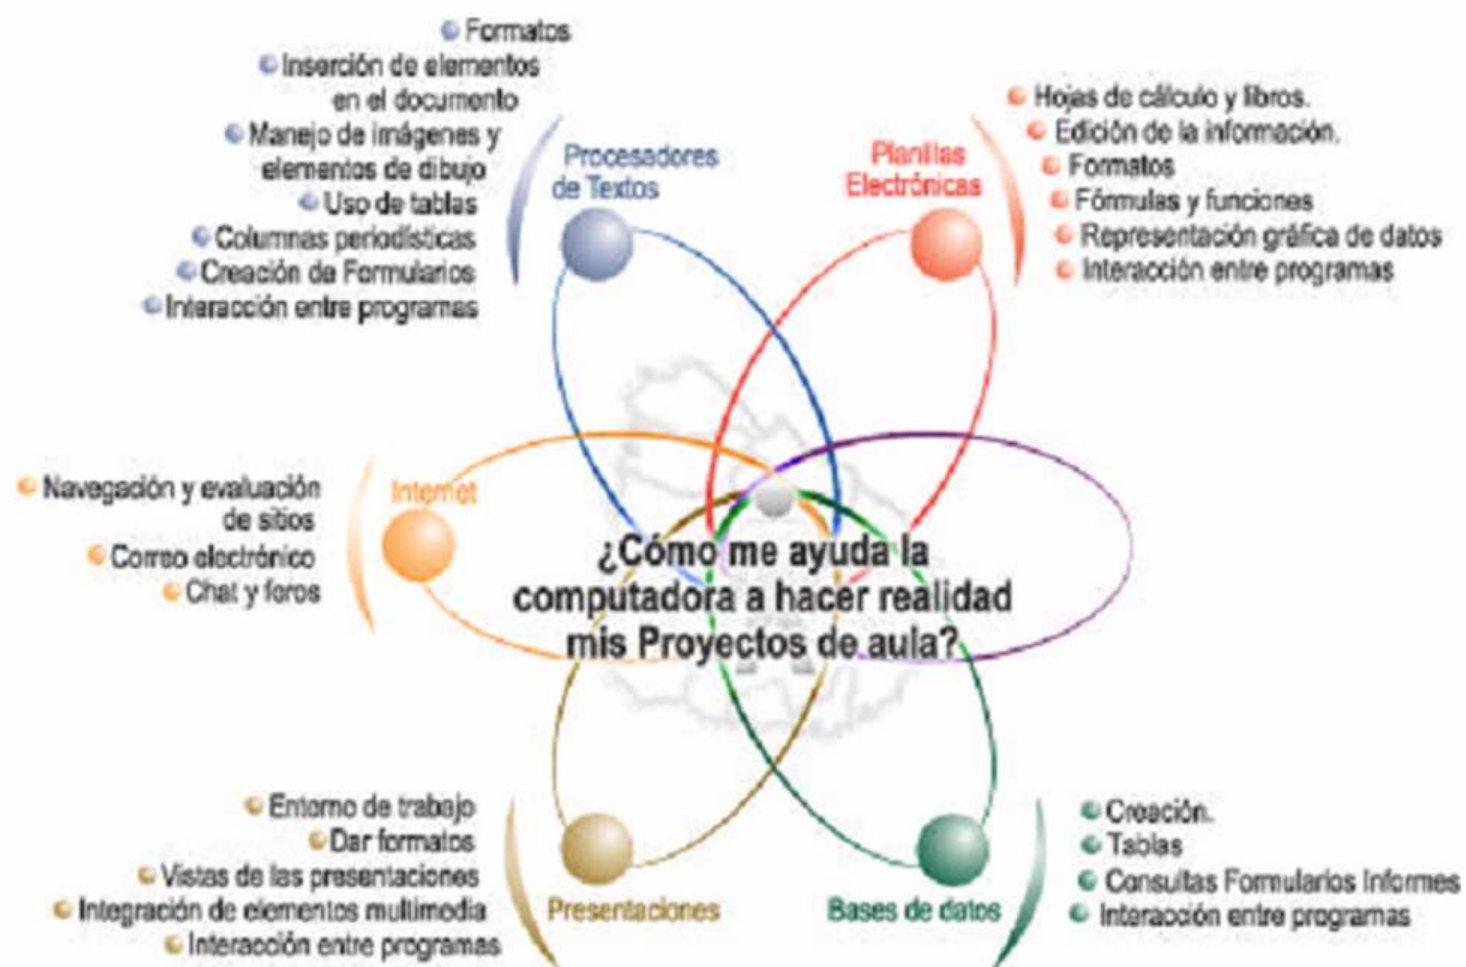 Formatos
Inserción de elementos
en el documento
Manejo de imágenes y
elementos de dibujo
Uso de tablas
Columnas periodísticas
Creación de Formularios
Interacción entre programas
Procesadores
de Textos
Planillas
Electrónicas
Hojas de cálculo y libros.
Edición de la información.
Formatos
Fórmulas y funciones
Representación gráfica de datos
Interacción entre programas
Navegación y evaluación
de sitios
Correo electrónico
Chat y foros
Internet
¿Cómo me ayuda la
computadora a hacer realidad
mis Proyectos de aula?
Entorno de trabajo
Dar formatos
Vistas de las presentaciones
Integración de elementos multimedia
Interacción entre programas
Presentaciones
Bases de datos
Creación.
Tablas
Consultas Formularios Informes
Interacción entre programas